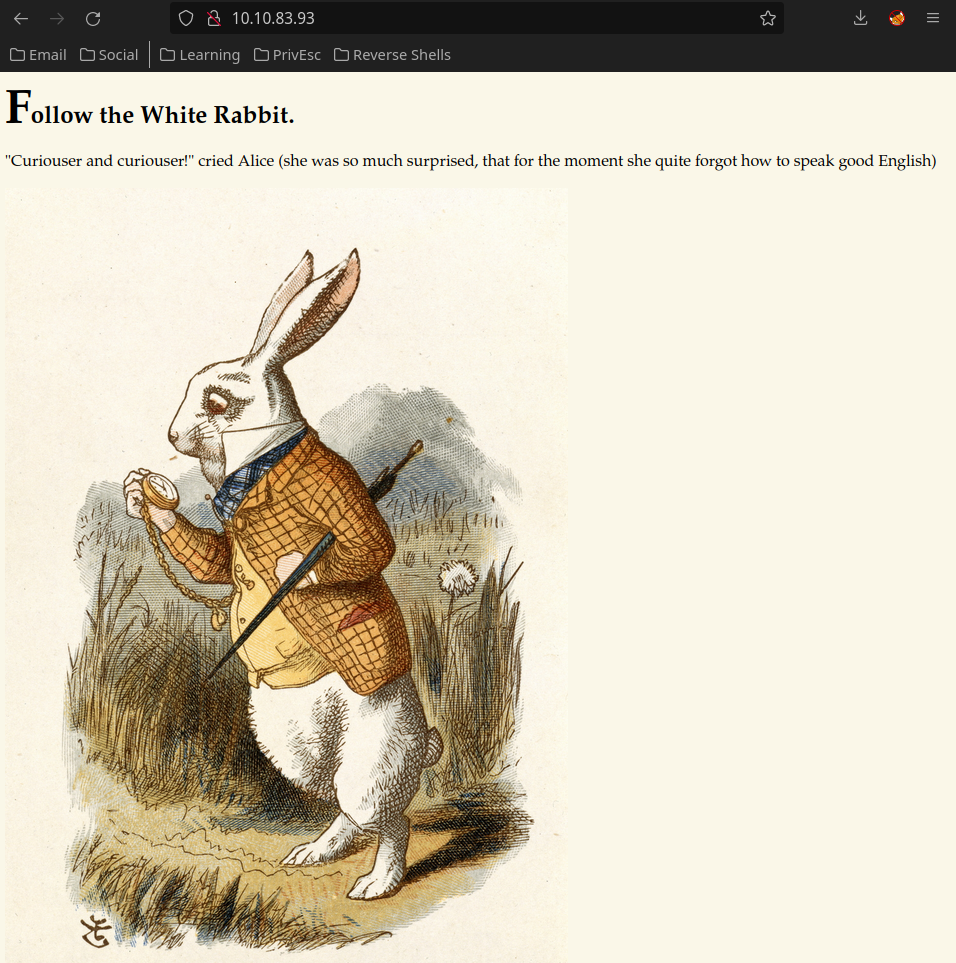 10.10.83.93
Email Social Learning PrivEsc Reverse Shells
Follow the White Rabbit.
"Curiouser and curiouser!" cried Alice (she was so much surprised, that for the moment she quite forgot how to speak good English)